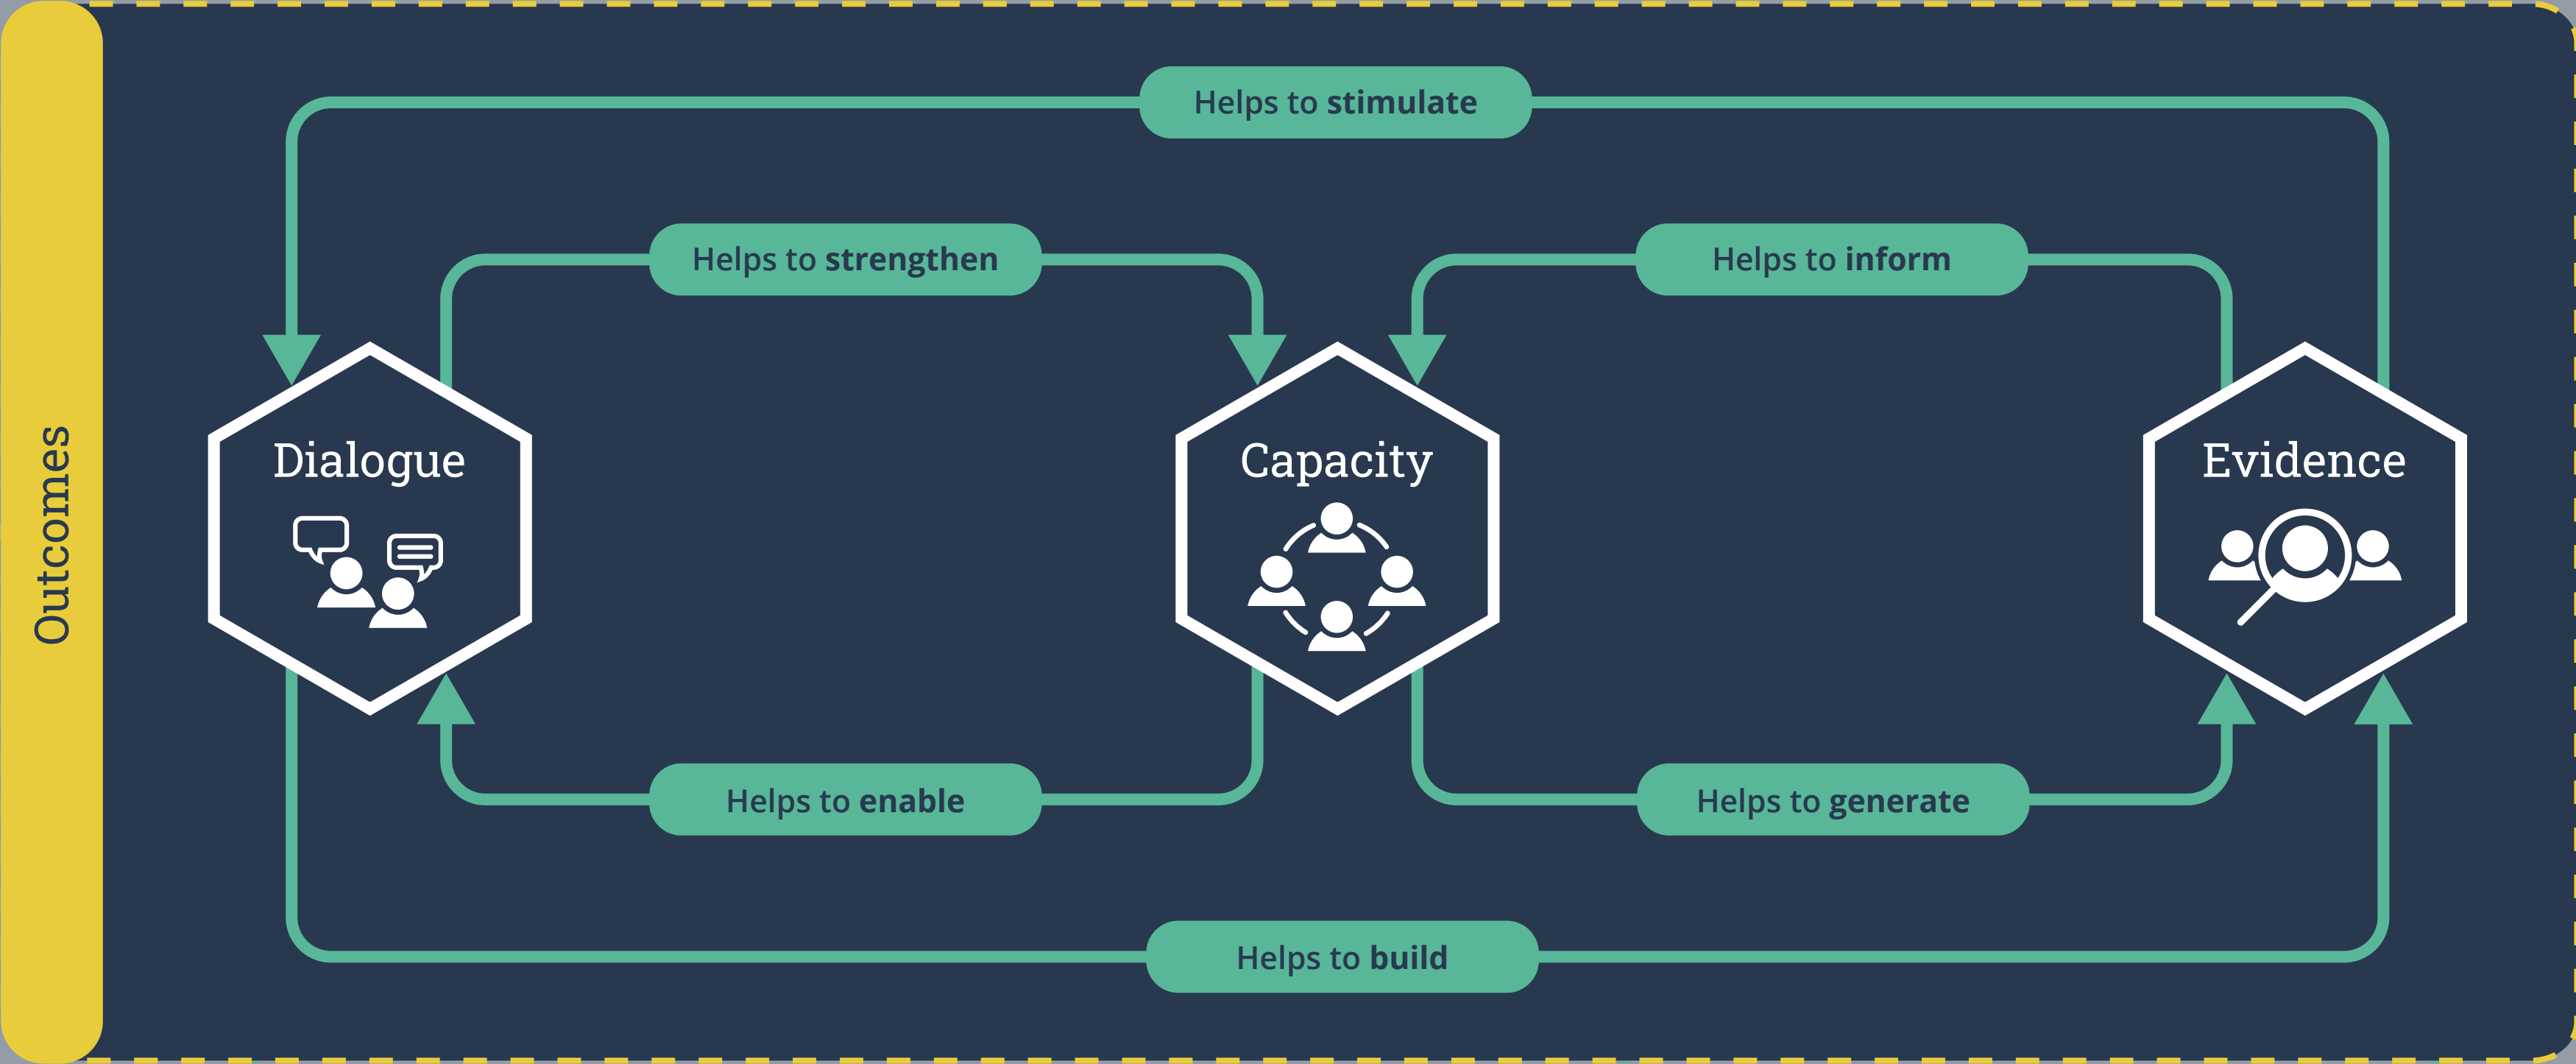 Outcomes
Helps to stimulate
Helps to strengthen
Helps to inform
Dialogue
Capacity
Evidence
Helps to enable
Helps to generate
Helps to build